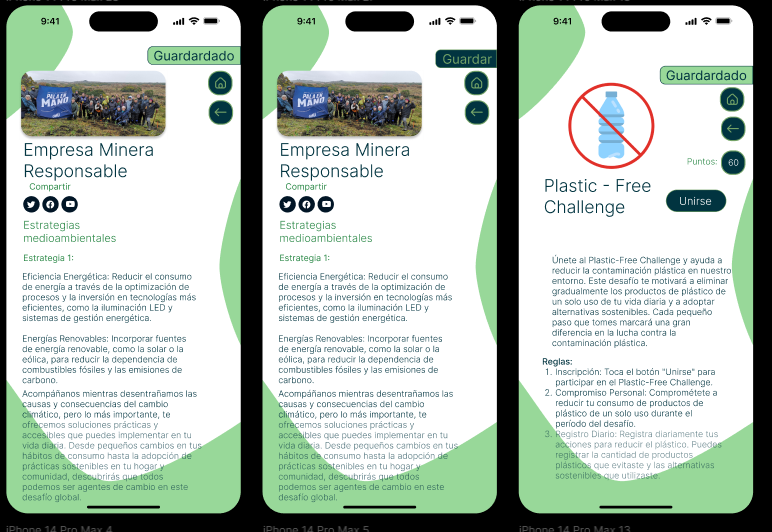 9:41
Guardardado
PALA EN
MANO
Empresa Minera
Responsable
Compartir
Estrategias
medioambientales
Estrategia 1:
Eficiencia Energética: Reducir el consumo
de energía a través de la optimización de
procesos y la inversión en tecnologías más
eficientes, como la iluminación LED y
sistemas de gestión energética.
Energías Renovables: Incorporar fuentes
de energía renovable, como la solar o la
eólica, para reducir la dependencia de
combustibles fósiles y las emisiones de
carbono.
Acompáñanos mientras desentrañamos las
causas y consecuencias del cambio
climático, pero lo más importante, te
ofrecemos soluciones prácticas y
accesibles que puedes implementar en tu
vida diaria. Desde pequeños cambios en tus
hábitos de consumo hasta la adopción de
prácticas sostenibles en tu hogar y
comunidad, descubrirás que todos
podemos ser agentes de cambio en este
desafío global.
iPhone 14 Pro Max 4
9:41
Guardar
PALA EN
MANO
Empresa Minera
Responsable
Compartir
Estrategias
medioambientales
Estrategia 1:
Eficiencia Energética: Reducir el consumo
de energía a través de la optimización de
procesos y la inversión en tecnologías más
eficientes, como la iluminación LED y
sistemas de gestión energética.
Energías Renovables: Incorporar fuentes
de energía renovable, como la solar o la
eólica, para reducir la dependencia de
combustibles fósiles y las emisiones de
carbono.
Acompáñanos mientras desentrañamos las
causas y consecuencias del cambio
climático, pero lo más importante, te
ofrecemos soluciones prácticas y
accesibles que puedes implementar en tu
vida diaria. Desde pequeños cambios en tus
hábitos de consumo hasta la adopción de
prácticas sostenibles en tu hogar y
comunidad, descubrirás que todos
podemos ser agentes de cambio en este
desafío global.
iPhone 14 Pro Max 5
9:41
Guardardado
Puntos: 60
Plastic - Free
Challenge
Unirse
Únete al Plastic-Free Challenge y ayuda a
reducir la contaminación plástica en nuestro
entorno. Este desafío te motivará a eliminar
gradualmente los productos de plástico de
un solo uso de tu vida diaria y a adoptar
alternativas sostenibles. Cada pequeño
paso que tomes marcará una gran
diferencia en la lucha contra la
contaminación plástica.
Reglas:
1. Inscripción: Toca el botón "Unirse" para
participar en el Plastic-Free Challenge.
2. Compromiso Personal: Comprométete a
reducir tu consumo de productos de
plástico de un solo uso durante el
período del desafío.
3. Registro Diario: Registra diariamente tus
acciones para reducir el plástico. Puedes
registrar la cantidad de productos
plásticos que evitaste y las alternativas
sostenibles que utilizaste.
iPhone 14 Pro Max 13